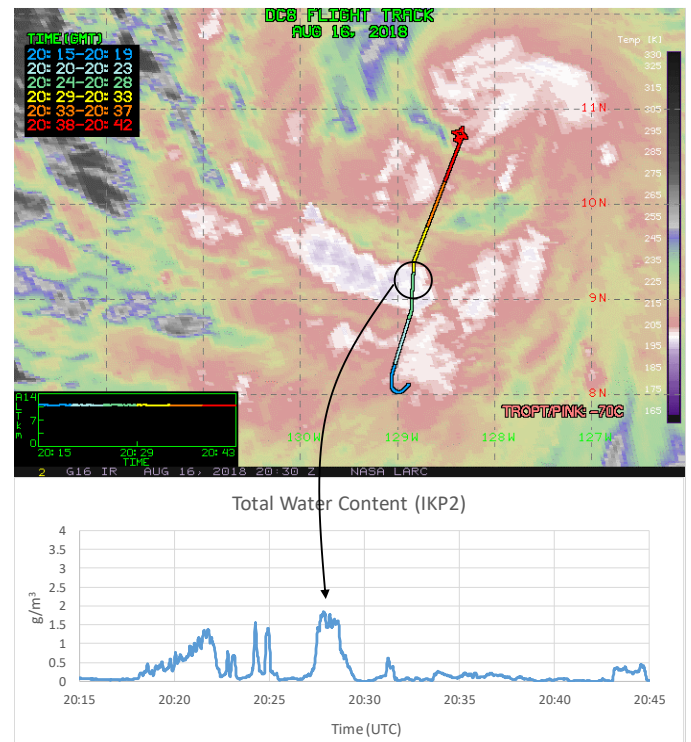 DC8 FLIGHT TRACK
AUG 16, 2018
TIME(GMT)
20:15-20:19
20:20-20:23
20:24-20:28
20:29-20:33
20:33-20:37
20:38-20:42
Temp [K]
330
325
315
305
295
285
275
265
255
245
235
225
215
205
195
185
175
165
11N
10N
9N
8N
130W
129W
128W
127W
TROPT/PINK: -70C
A14
L
T 7
k
m 0
20:15 20:29 20:43
TIME
2 G16 IR AUG 16, 2018 20:30 Z NASA LARC
Total Water Content (IKP2)
g/m³
4
3.5
3
2.5
2
1.5
1
0.5
0
20:15 20:20 20:25 20:30 20:35 20:40 20:45
Time (UTC)